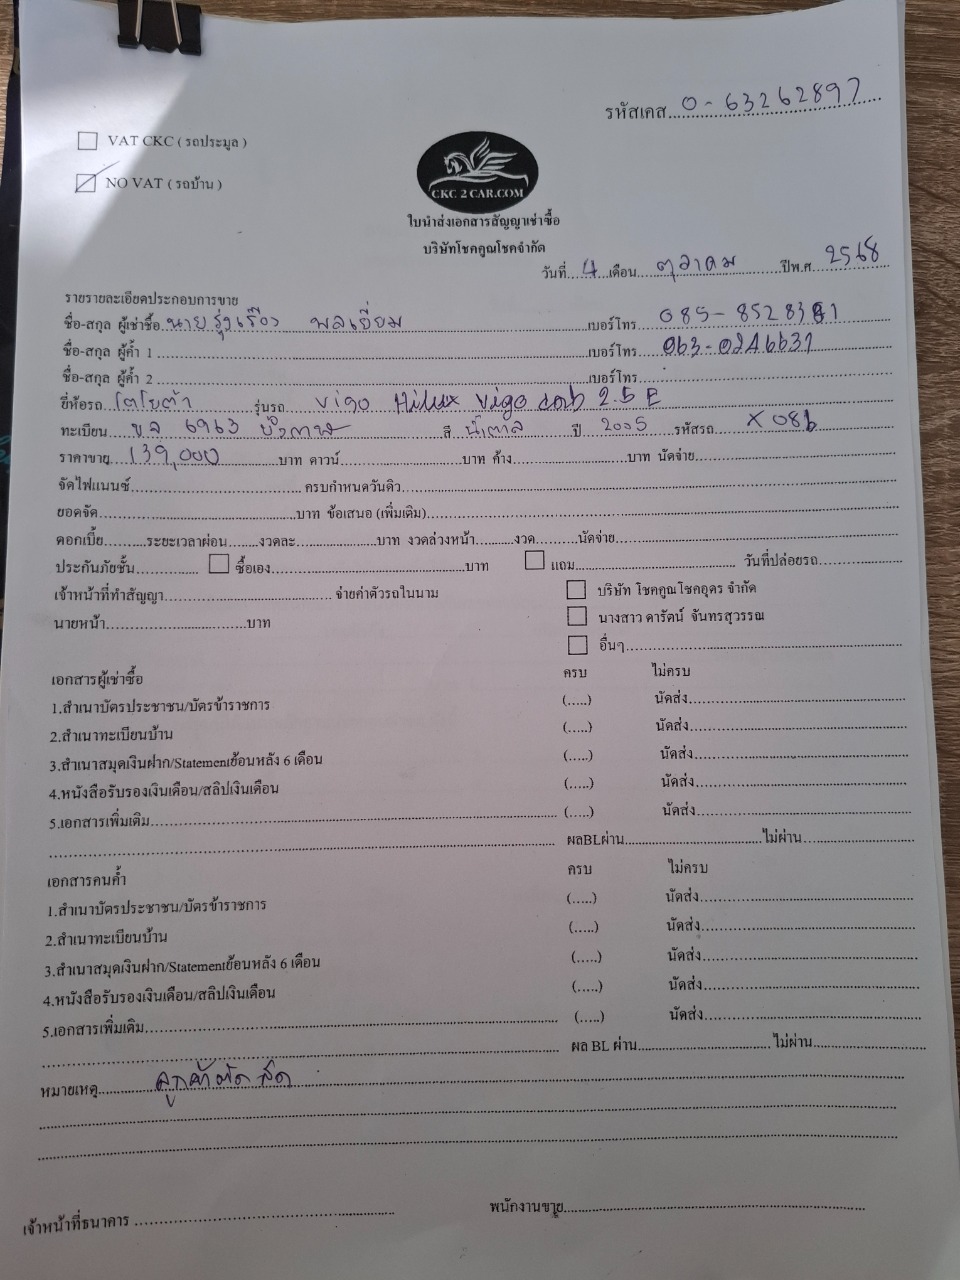 รหัสเคส 0-63262897
VAT CKC ( รถประมูล )
NO VAT ( รถบ้าน )
CKC 2 CAR.COM
ใบนำส่งเอกสารสัญญาเช่าซื้อ
บริษัทโชคคูณโชคจำกัด
วันที่ 4 เดือน ตุลาคม ปีพ.ศ. 2568
รายรายละเอียดประกอบการขาย
ชื่อ-สกุล ผู้เช่าซื้อ นายรุ่งเรือง พลเยี่ยม เบอร์โทร 085-8528381
ชื่อ-สกุล ผู้ค้ำ 1 เบอร์โทร 063-0246631
ชื่อ-สกุล ผู้ค้ำ 2 เบอร์โทร
ยี่ห้อรถ โตโยต้า รุ่นรถ vigo Hilux vigo cab 2.5 E
ทะเบียน ขล 6963 สี น้ำตาล ปี 2005 รหัสรถ X 086
ราคาขาย 139,000 บาท ดาวน์ บาท ค้าง บาท นัดจ่าย
จัดไฟแนนซ์ ครบกำหนดวันดิว
ยอดจัด บาท ข้อเสนอ (เพิ่มเติม)
ดอกเบี้ย ระยะเวลาผ่อน งวดละ บาท งวดล่วงหน้า งวด นัดจ่าย
ประกันภัยชั้น ซื้อเอง บาท แถม วันที่ปล่อยรถ
เจ้าหน้าที่ทำสัญญา จ่ายค่าตัวรถในนาม บริษัท โชคคูณโชคอุดร จำกัด
นายหน้า บาท นางสาว ดารัตน์ จันทรสุวรรณ
อื่นๆ
เอกสารผู้เช่าซื้อ ครบ ไม่ครบ
1.สำเนาบัตรประชาชน/บัตรข้าราชการ (.....) นัดส่ง
2.สำเนาทะเบียนบ้าน (.....) นัดส่ง
3.สำเนาสมุดเงินฝาก/Statementย้อนหลัง 6 เดือน (.....) นัดส่ง
4.หนังสือรับรองเงินเดือน/สลิปเงินเดือน (.....) นัดส่ง
5.เอกสารเพิ่มเติม (.....) นัดส่ง
ผลBLผ่าน ไม่ผ่าน
เอกสารคนค้ำ ครบ ไม่ครบ
1.สำเนาบัตรประชาชน/บัตรข้าราชการ (.....) นัดส่ง
2.สำเนาทะเบียนบ้าน (.....) นัดส่ง
3.สำเนาสมุดเงินฝาก/Statementย้อนหลัง 6 เดือน (.....) นัดส่ง
4.หนังสือรับรองเงินเดือน/สลิปเงินเดือน (.....) นัดส่ง
5.เอกสารเพิ่มเติม (.....) นัดส่ง
ผล BL ผ่าน ไม่ผ่าน
หมายเหตุ ลูกค้าตัดสด
เจ้าหน้าที่ธนาคาร พนักงานขาย